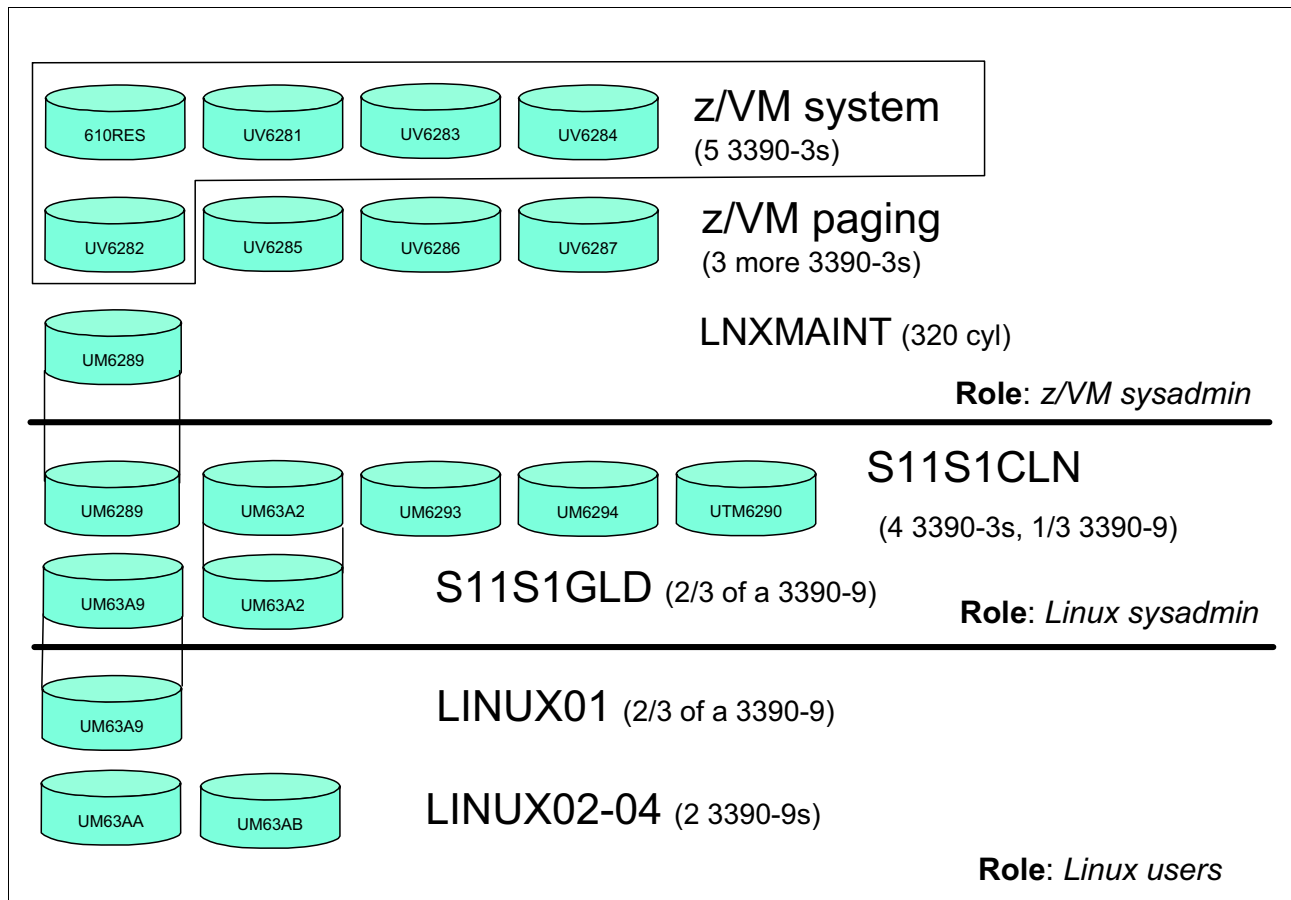 610RES UV6281 UV6283 UV6284 z/VM system
(5 3390-3s)
UV6282 UV6285 UV6286 UV6287 z/VM paging
(3 more 3390-3s)
UM6289 LNXMAINT (320 cyl)
Role: z/VM sysadmin
S11S1CLN
UM6289 UM63A2 UM6293 UM6294 UTM6290
(4 3390-3s, 1/3 3390-9)
UM63A9 UM63A2 S11S1GLD (2/3 of a 3390-9)
Role: Linux sysadmin
UM63A9 LINUX01 (2/3 of a 3390-9)
UM63AA UM63AB LINUX02-04 (2 3390-9s)
Role: Linux users